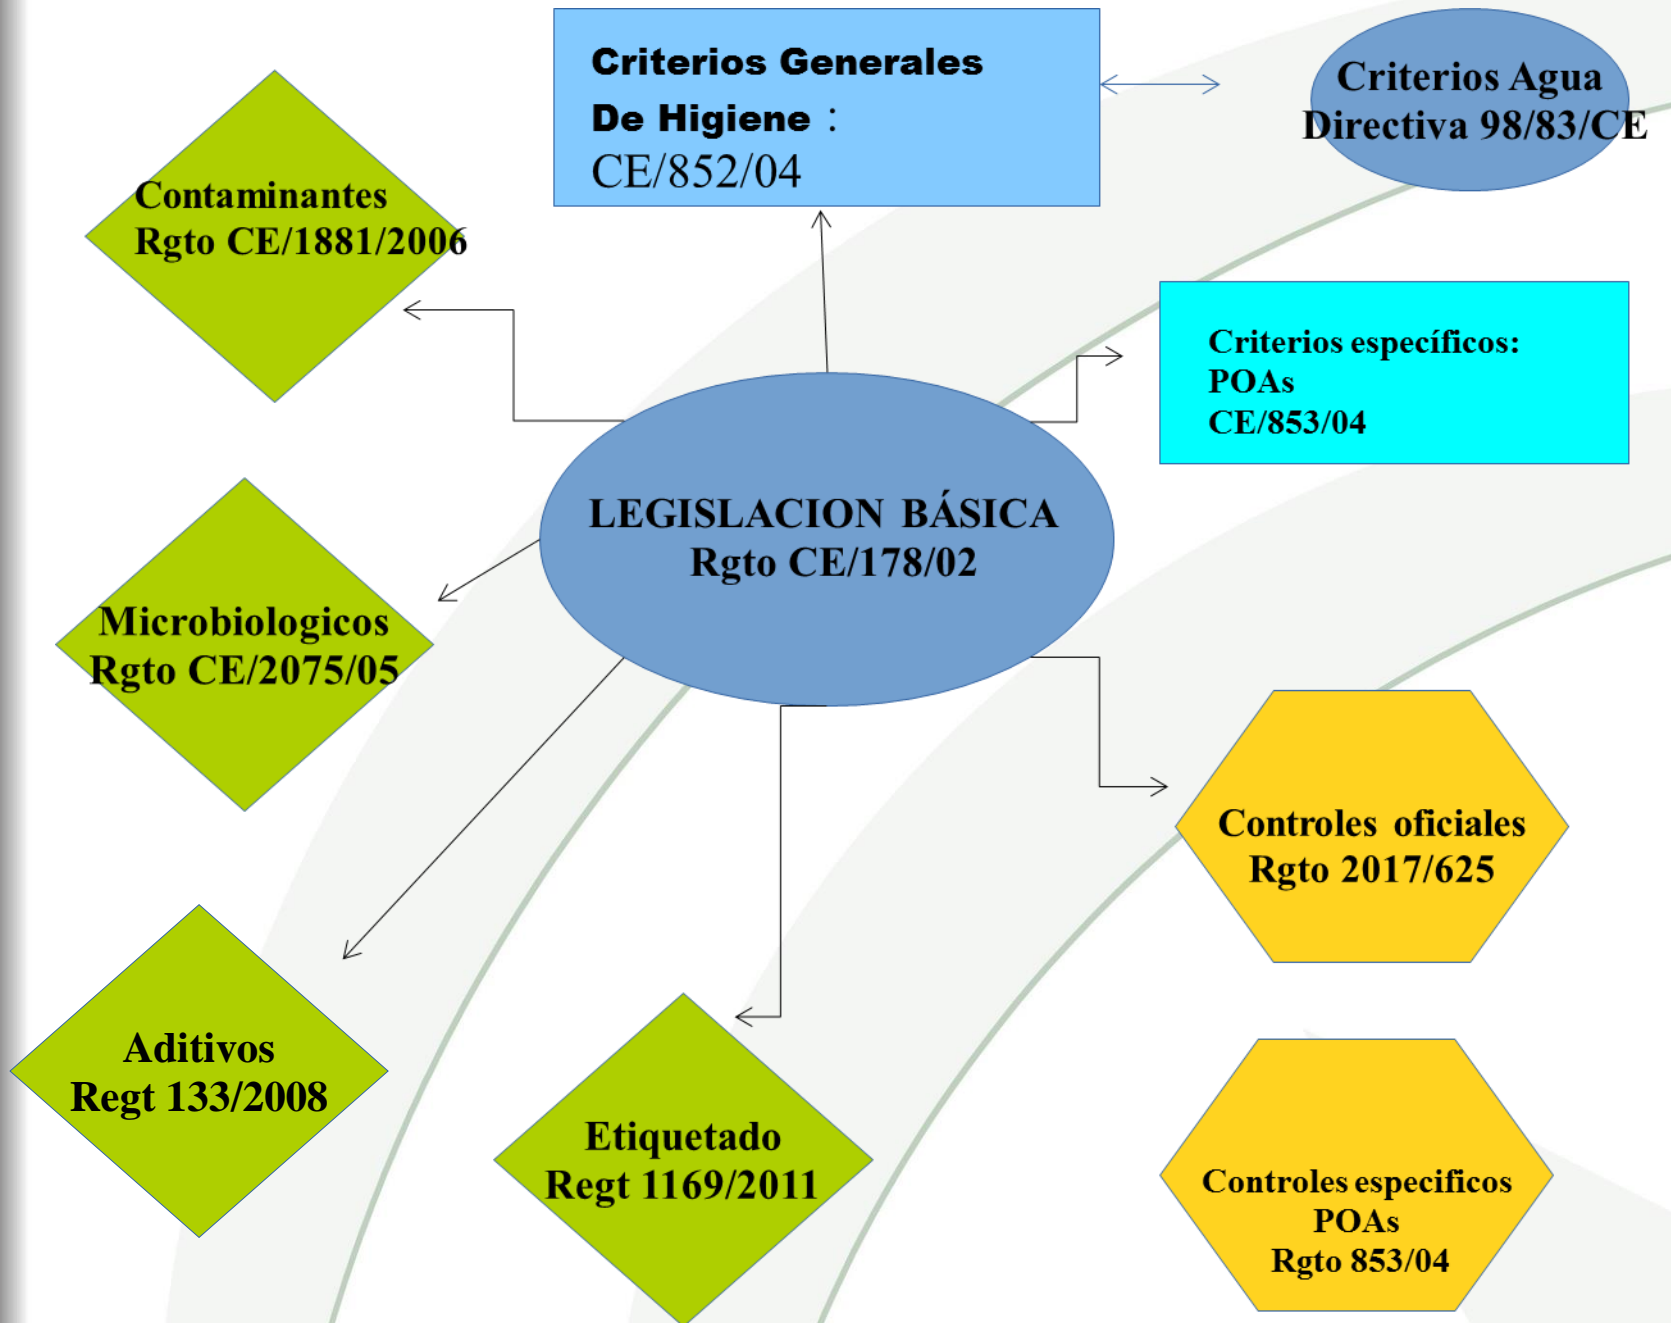 Criterios Generales
De Higiene :
CE/852/04
Criterios Agua
Directiva 98/83/CE
Contaminantes
Rgto CE/1881/2006
Criterios específicos:
POAs
CE/853/04
LEGISLACION BÁSICA
Rgto CE/178/02
Microbiologicos
Rgto CE/2075/05
Controles oficiales
Rgto 2017/625
Aditivos
Regt 133/2008
Etiquetado
Regt 1169/2011
Controles especificos
POAs
Rgto 853/04